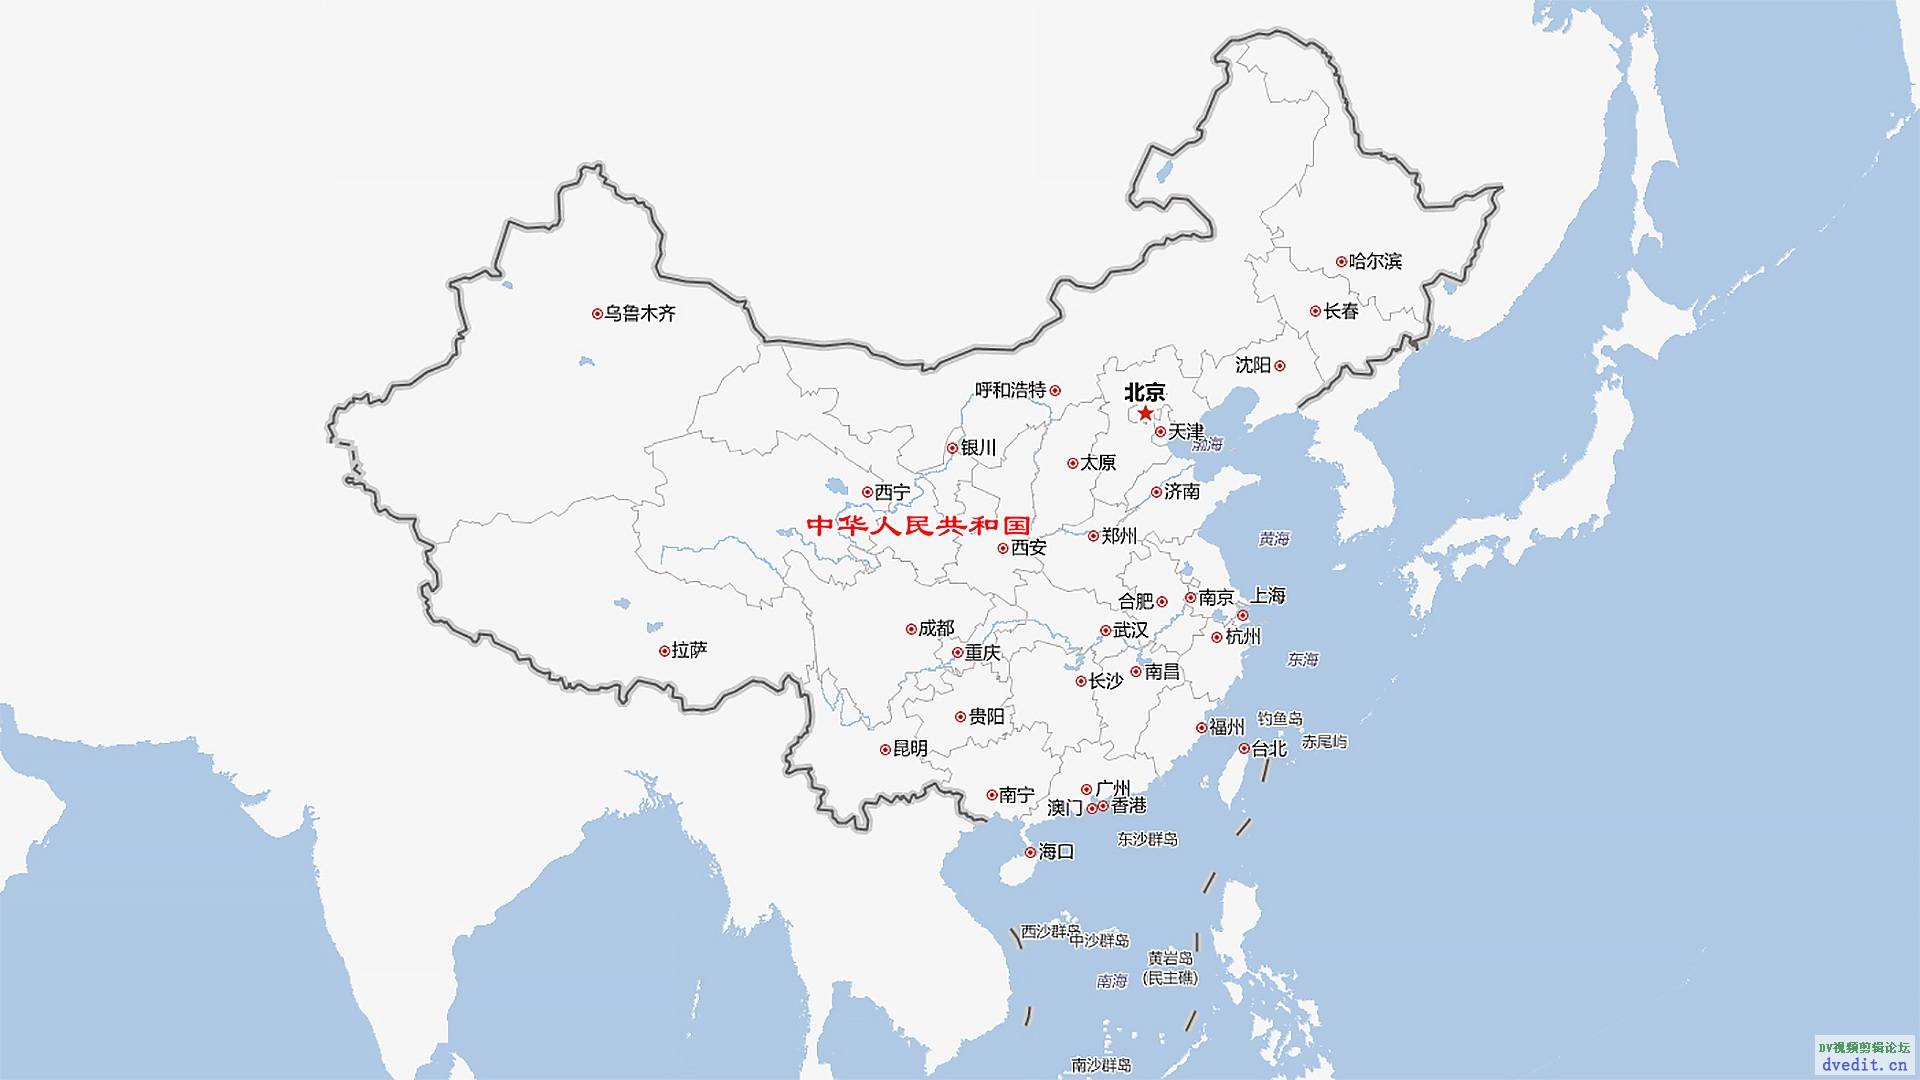 哈尔滨
长春
乌鲁木齐
沈阳
呼和浩特
北京
天津
渤海
银川
太原
西宁
济南
中华人民共和国
郑州
黄海
西安
上海
南京
合肥
成都
武汉
杭州
拉萨
重庆
东海
南昌
长沙
贵阳
钓鱼岛
福州
赤尾屿
昆明
台北
广州
南宁
澳门
香港
东沙群岛
海口
西沙群岛
中沙群岛
黄岩岛
(民主礁)
南海
南沙群岛
DV视频剪辑论坛
dvedit.cn